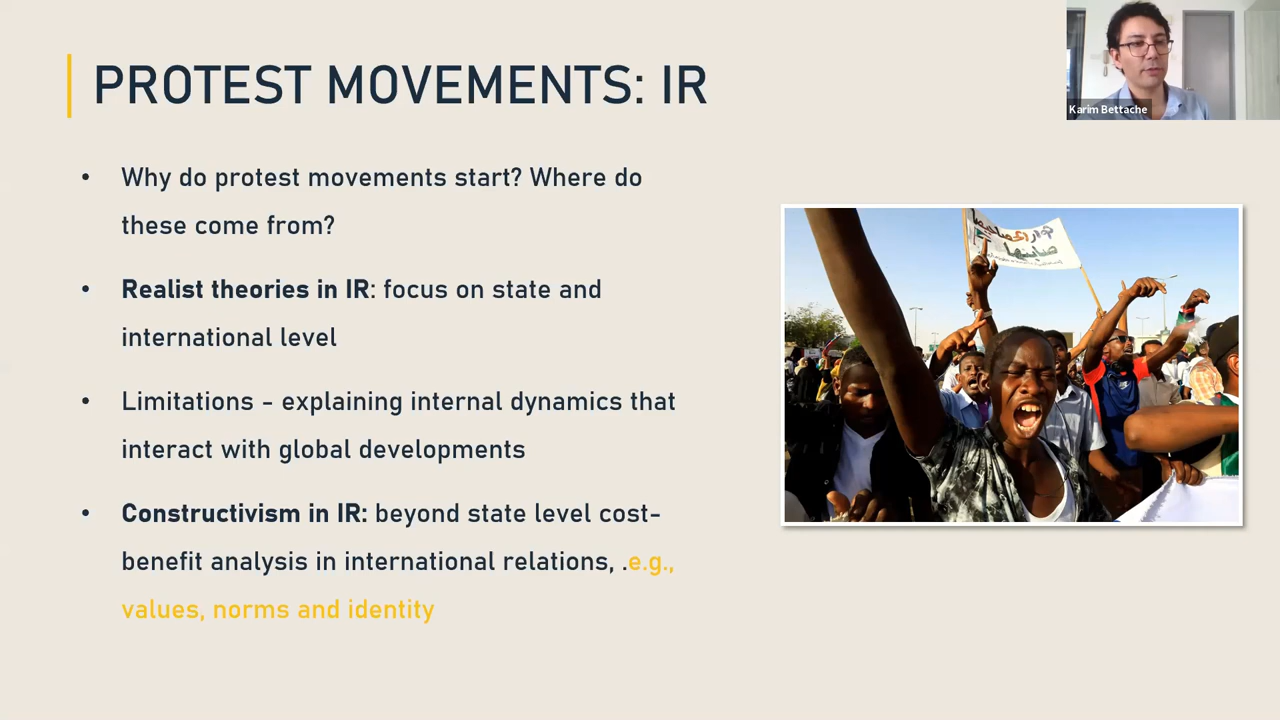 PROTEST MOVEMENTS: IR
Karim Bettache
• Why do protest movements start? Where do
these come from?
• Realist theories in IR: focus on state and
international level
• Limitations - explaining internal dynamics that
interact with global developments
• Constructivism in IR: beyond state level cost-
benefit analysis in international relations, .e.g.,
values, norms and identity